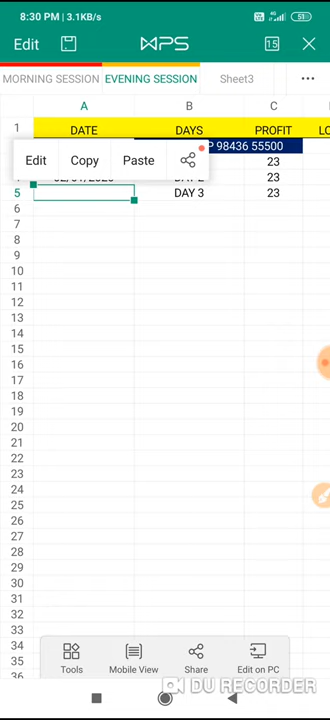 8:30 PM | 3.1KB/s
51
Edit
WPS
15
MORNING SESSION
EVENING SESSION
Sheet3
A
B
C
1 DATE DAYS PROFIT LO
P 98436 55500
Edit
Copy
Paste
23
23
5 DAY 3 23
6
7
8
9
10
11
12
13
14
15
16
17
18
19
20
21
22
23
24
25
26
27
28
29
30
31
32
33
34
35
36
Tools
Mobile View
Share
Edit on PC
DU RECORDER